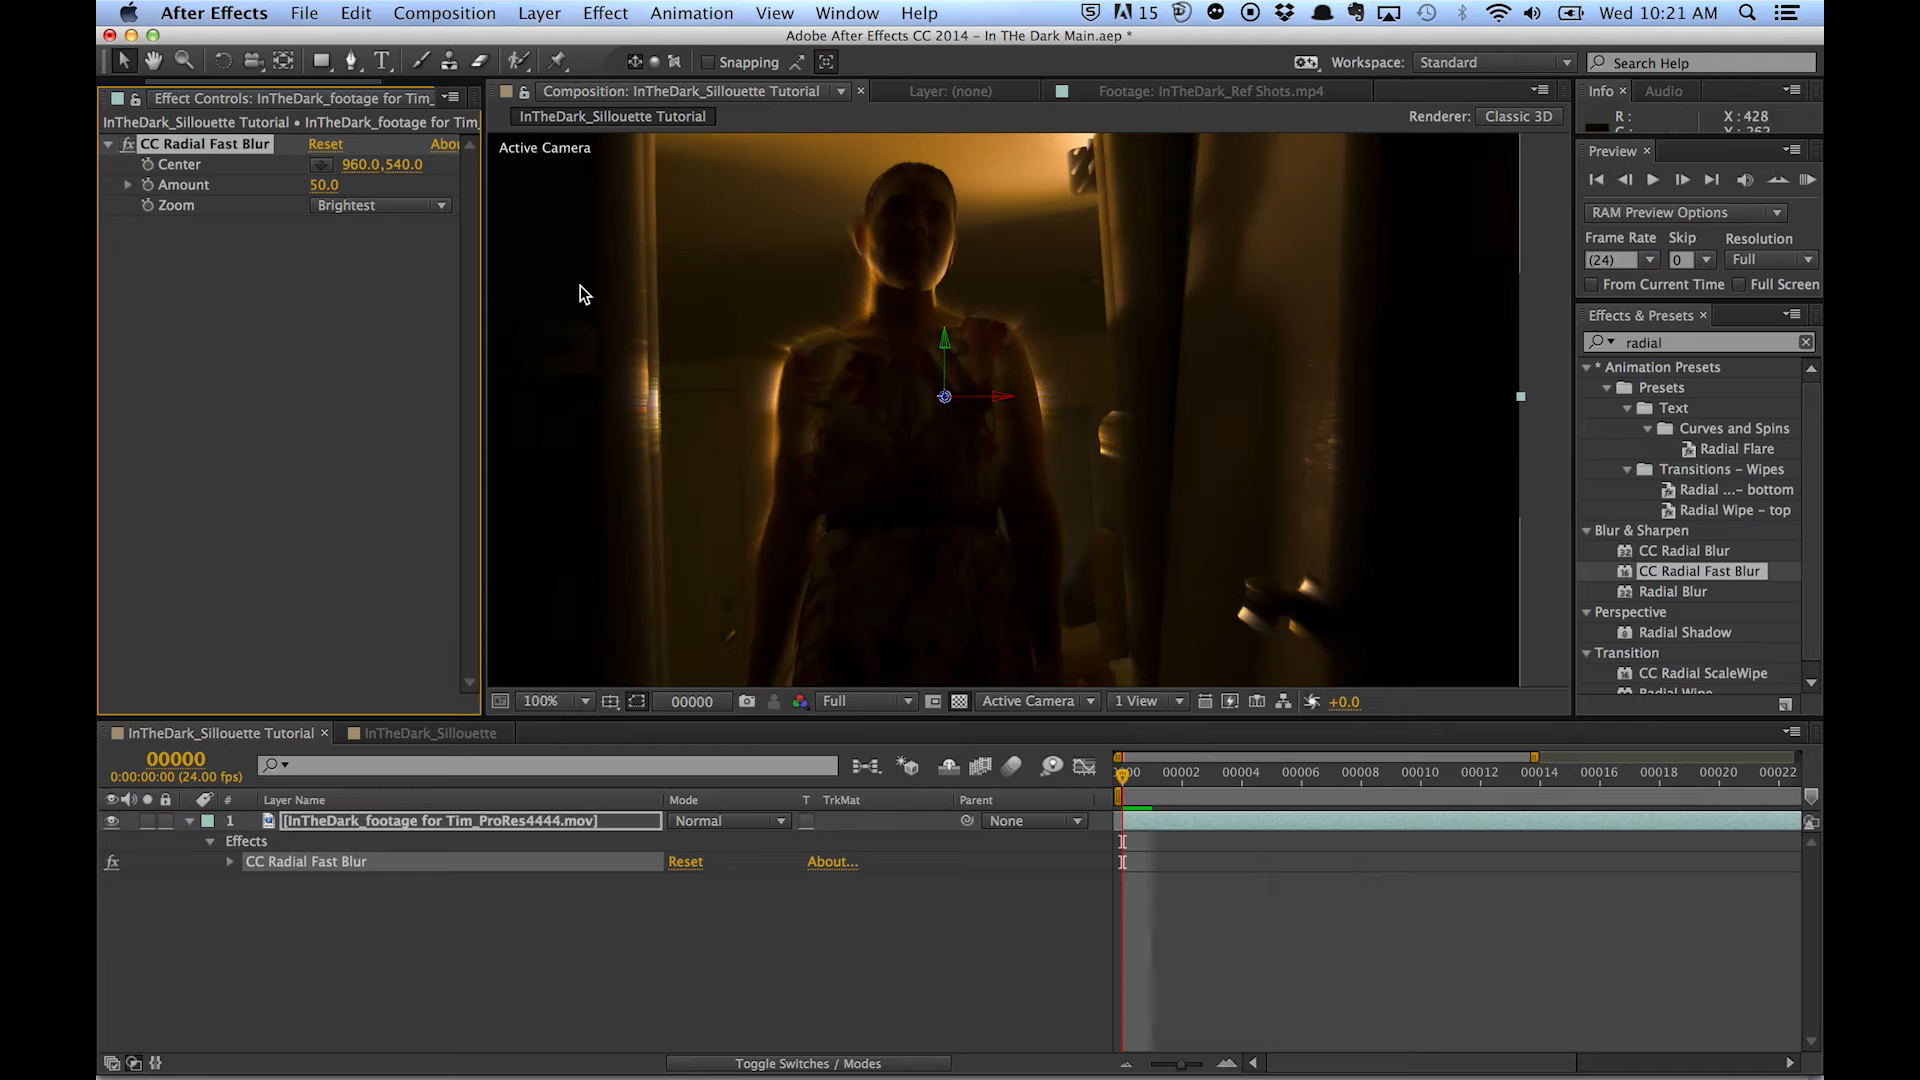 After Effects File Edit Composition Layer Effect Animation View Window Help 15 Wed 10:21 AM
Adobe After Effects CC 2014 - In THe Dark Main.aep *
Snapping Workspace: Standard Search Help
Effect Controls: InTheDark_footage for Tim_
InTheDark_Sillouette Tutorial • InTheDark_footage for Tim_
CC Radial Fast Blur Reset Abou
Center 960.0,540.0
Amount 50.0
Zoom Brightest
Composition: InTheDark_Sillouette Tutorial Layer: (none) Footage: InTheDark_Ref Shots.mp4
InTheDark_Sillouette Tutorial Renderer: Classic 3D
Active Camera
100% 00000 Full Active Camera 1 View +0.0
Info Audio
R: X: 428
Preview
RAM Preview Options
Frame Rate Skip Resolution
(24) 0 Full
From Current Time Full Screen
Effects & Presets
radial
* Animation Presets
Presets
Text
Curves and Spins
Radial Flare
Transitions - Wipes
Radial ...- bottom
Radial Wipe - top
Blur & Sharpen
CC Radial Blur
CC Radial Fast Blur
Radial Blur
Perspective
Radial Shadow
Transition
CC Radial ScaleWipe
InTheDark_Sillouette Tutorial InTheDark_Sillouette
00000
0:00:00:00 (24.00 fps)
:00 00002 00004 00006 00008 00010 00012 00014 00016 00018 00020 00022
# Layer Name Mode T TrkMat Parent
1 [InTheDark_footage for Tim_ProRes4444.mov] Normal None
Effects
CC Radial Fast Blur Reset About...
Toggle Switches / Modes